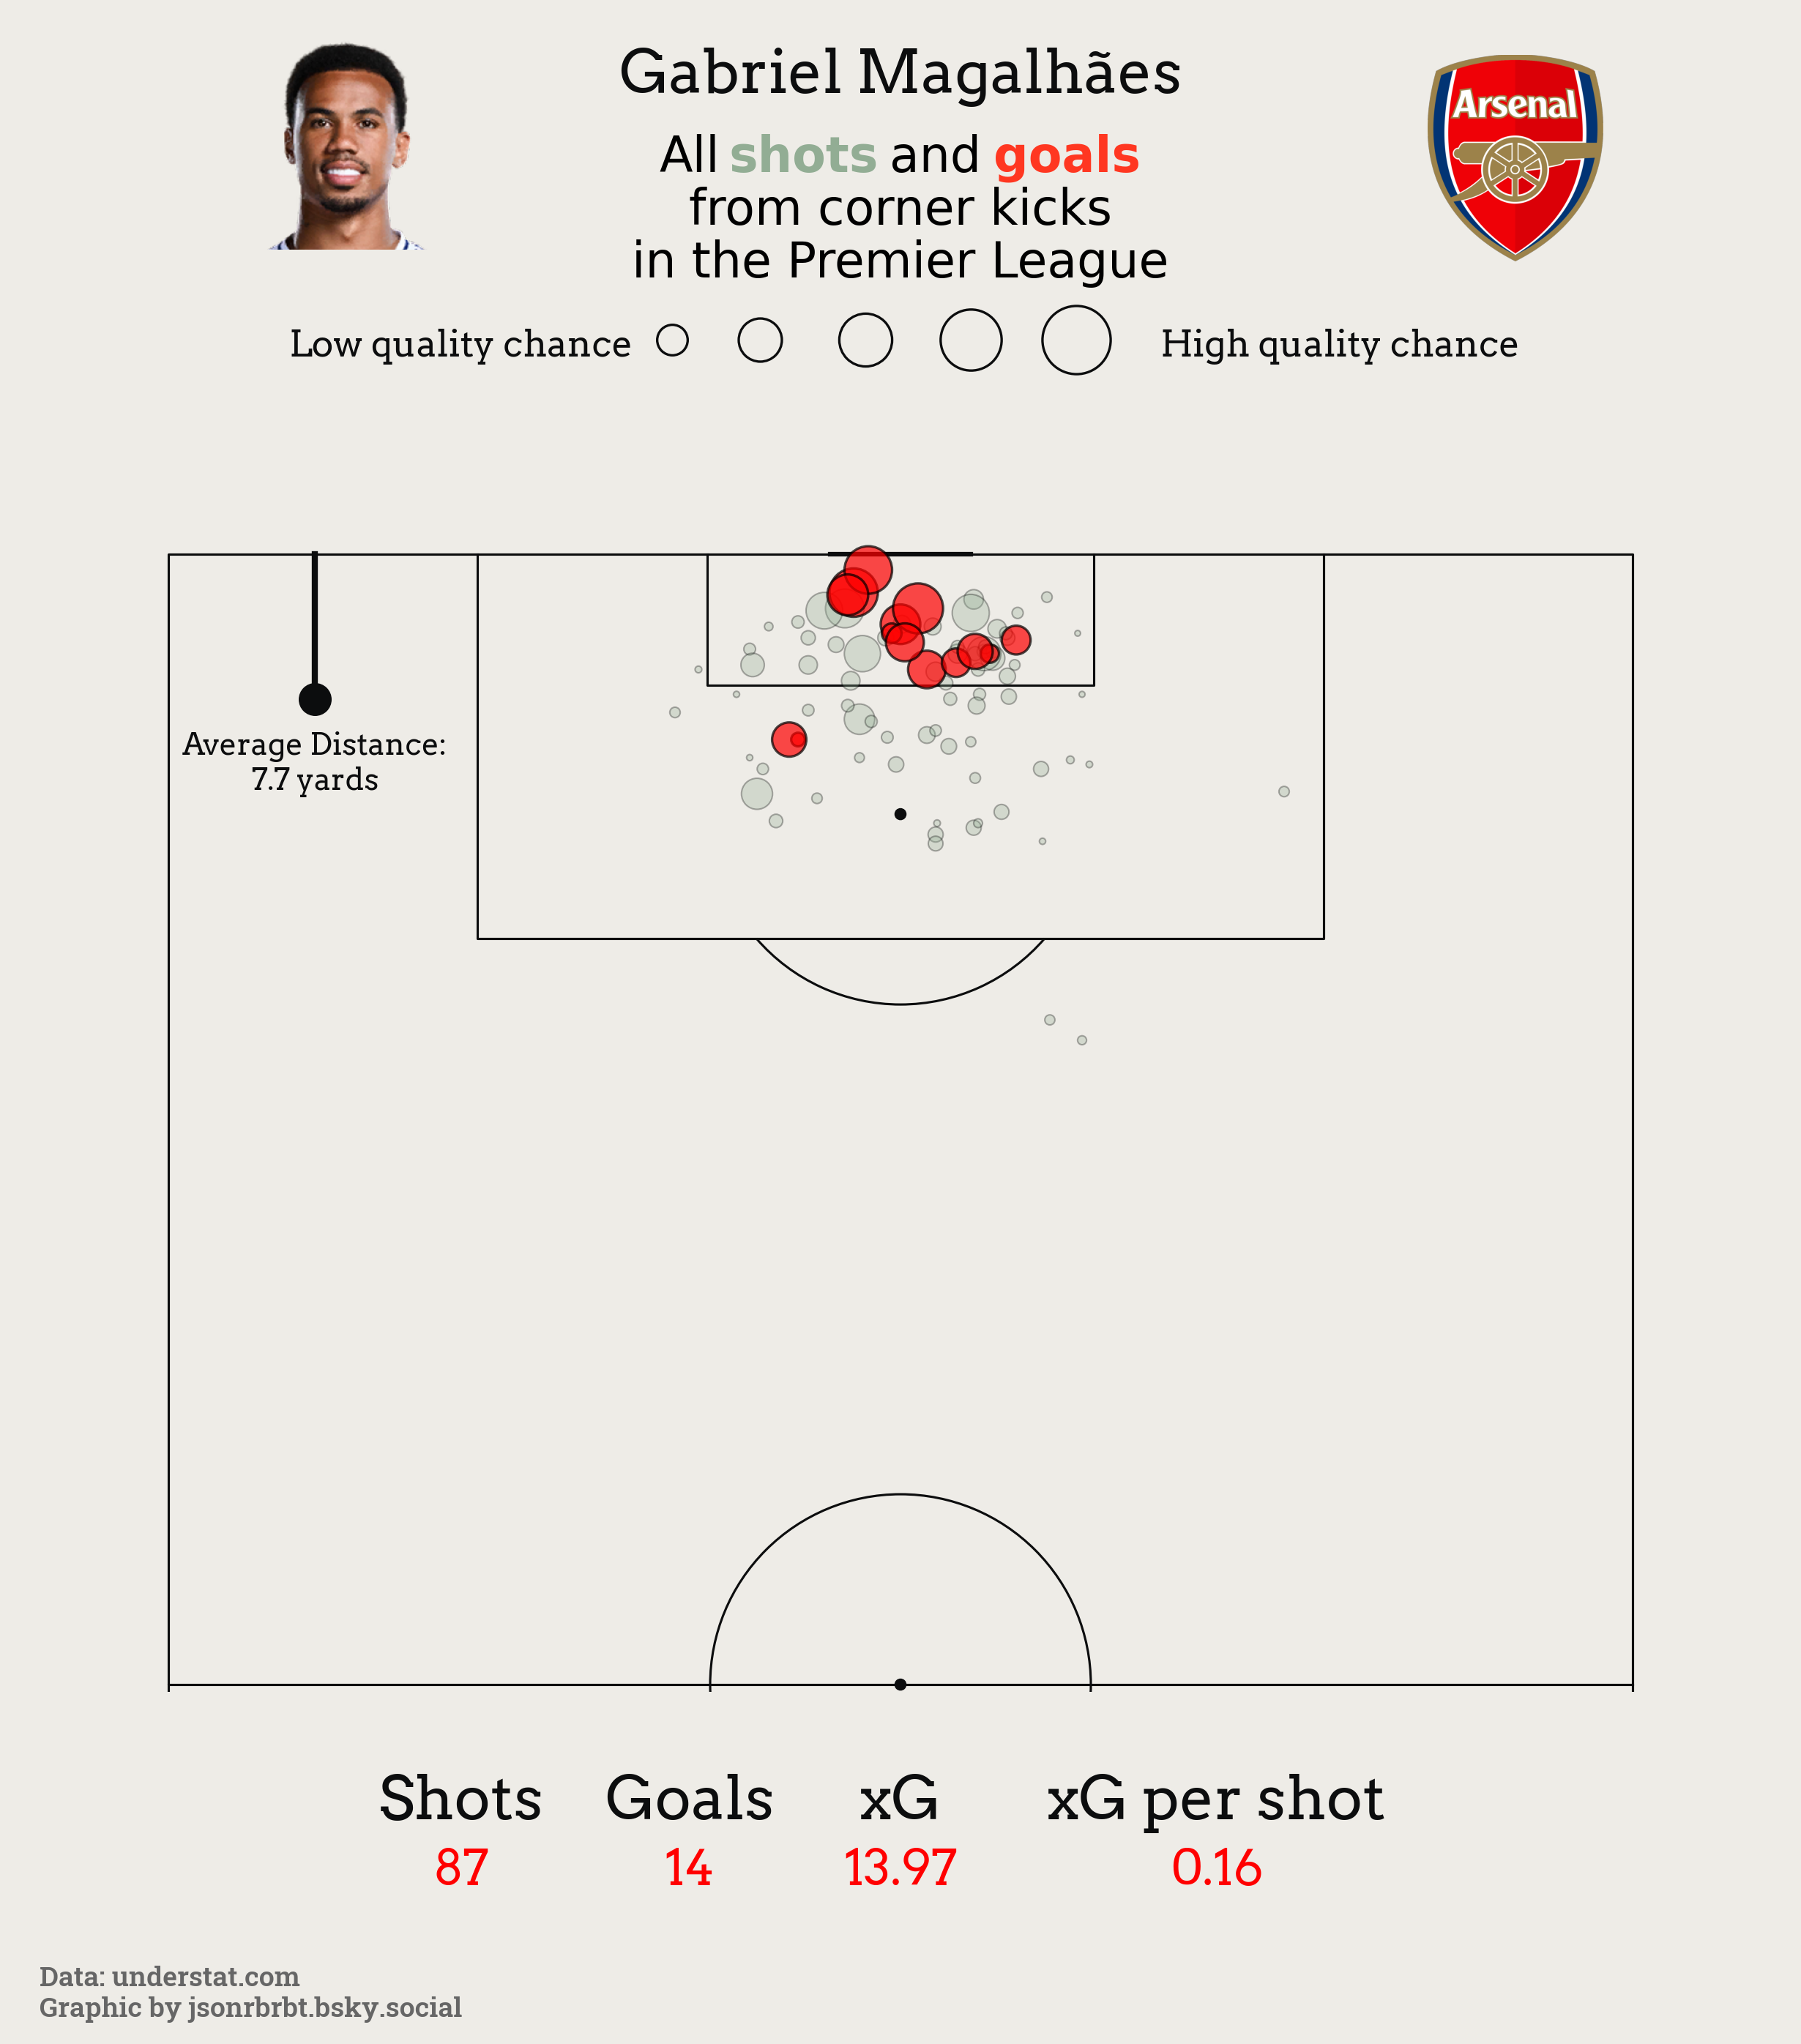 Gabriel Magalhães
Arsenal
All shots and goals
from corner kicks
in the Premier League
Low quality chance
High quality chance
Average Distance:
7.7 yards
Shots Goals xG xG per shot
87 14 13.97 0.16
Data: understat.com
Graphic by jsonrbrbt.bsky.social